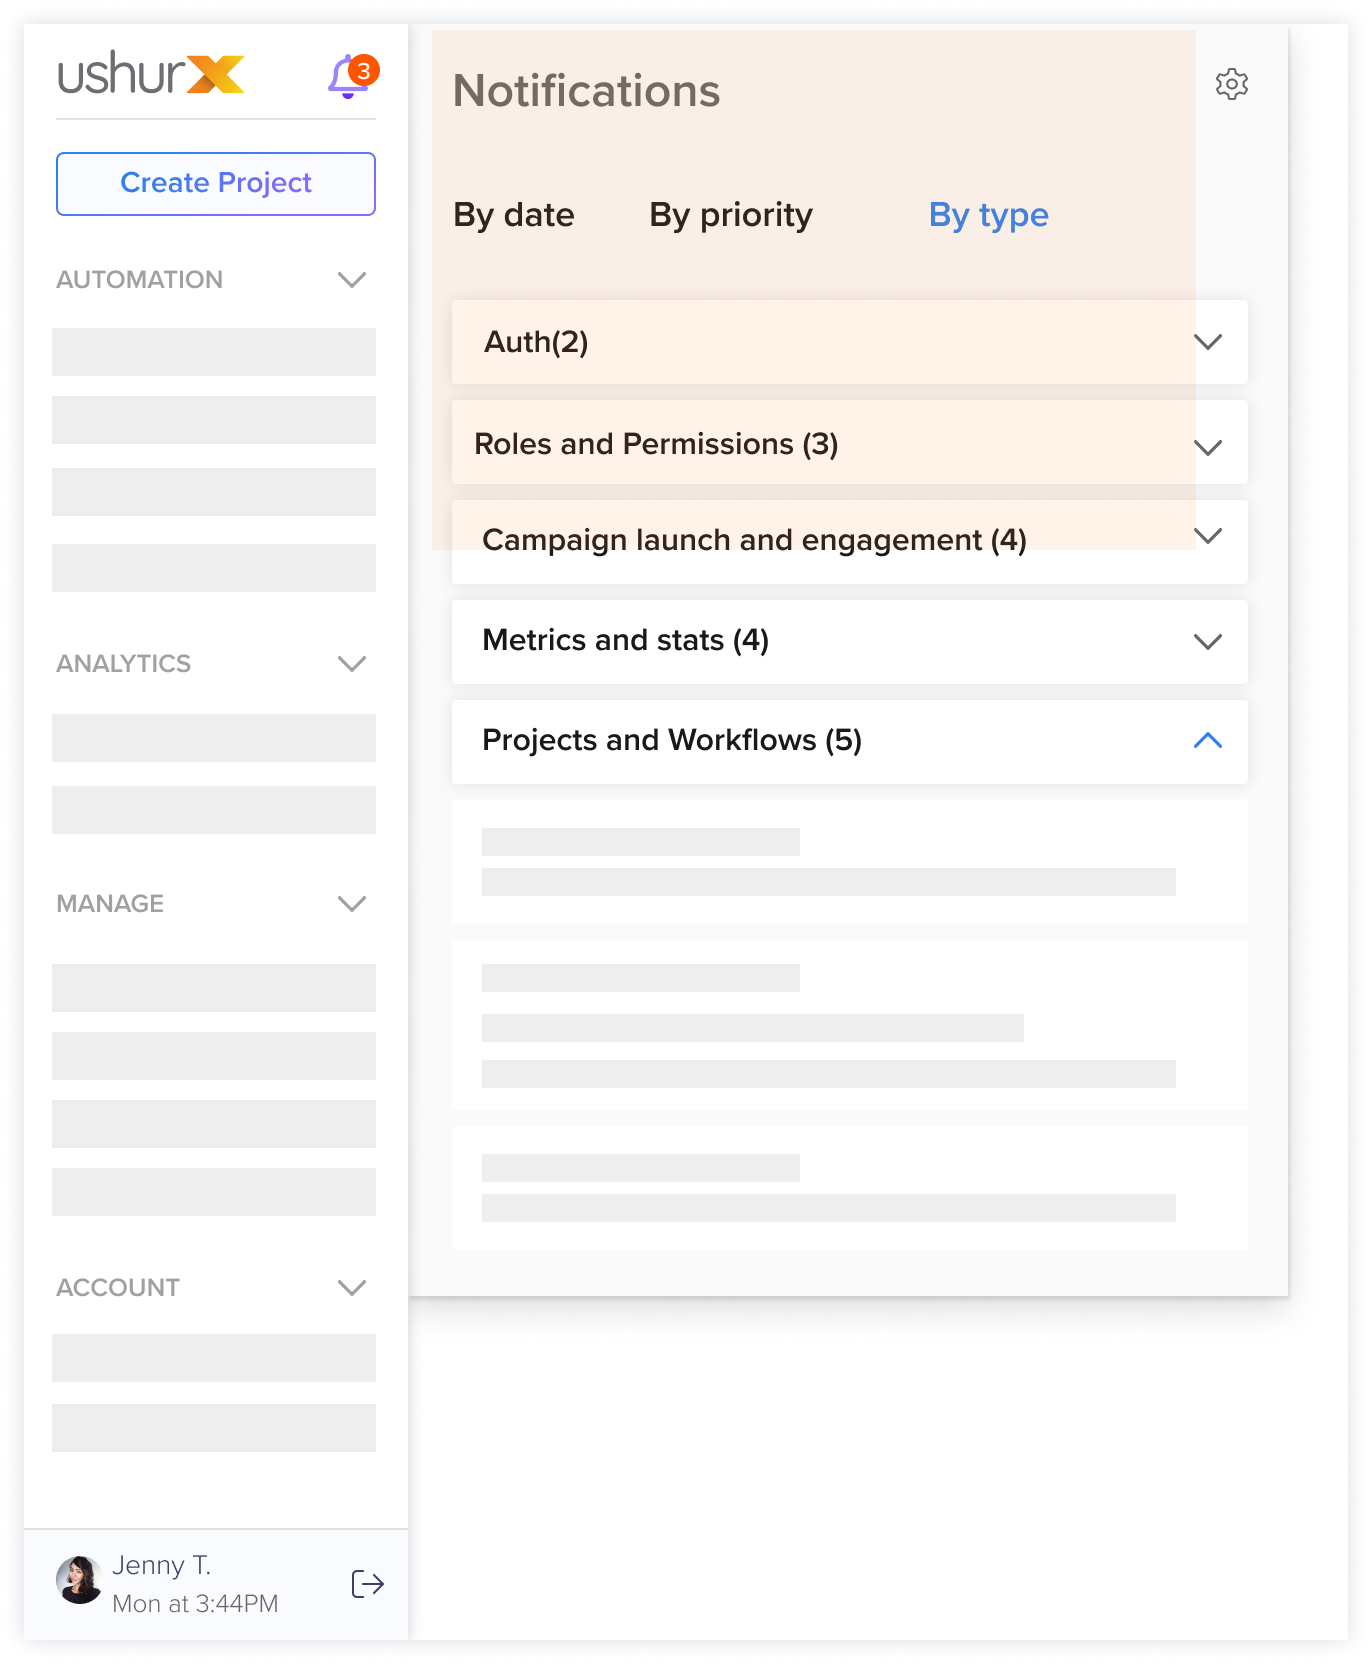 ushurX
3
Create Project
AUTOMATION
ANALYTICS
MANAGE
ACCOUNT
Jenny T.
Mon at 3:44PM
Notifications
By date By priority By type
Auth(2)
Roles and Permissions (3)
Campaign launch and engagement (4)
Metrics and stats (4)
Projects and Workflows (5)